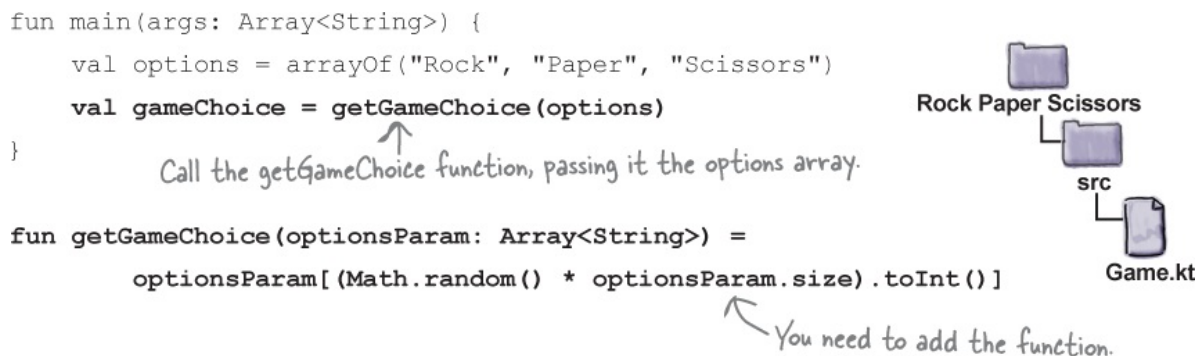 fun main(args: Array<String>) {
val options = arrayOf("Rock", "Paper", "Scissors")
val gameChoice = getGameChoice(options)
}
Call the getGameChoice function, passing it the options array.
fun getGameChoice(optionsParam: Array<String>) =
optionsParam[(Math.random() * optionsParam.size).toInt()]
You need to add the function.
Rock Paper Scissors
src
Game.kt